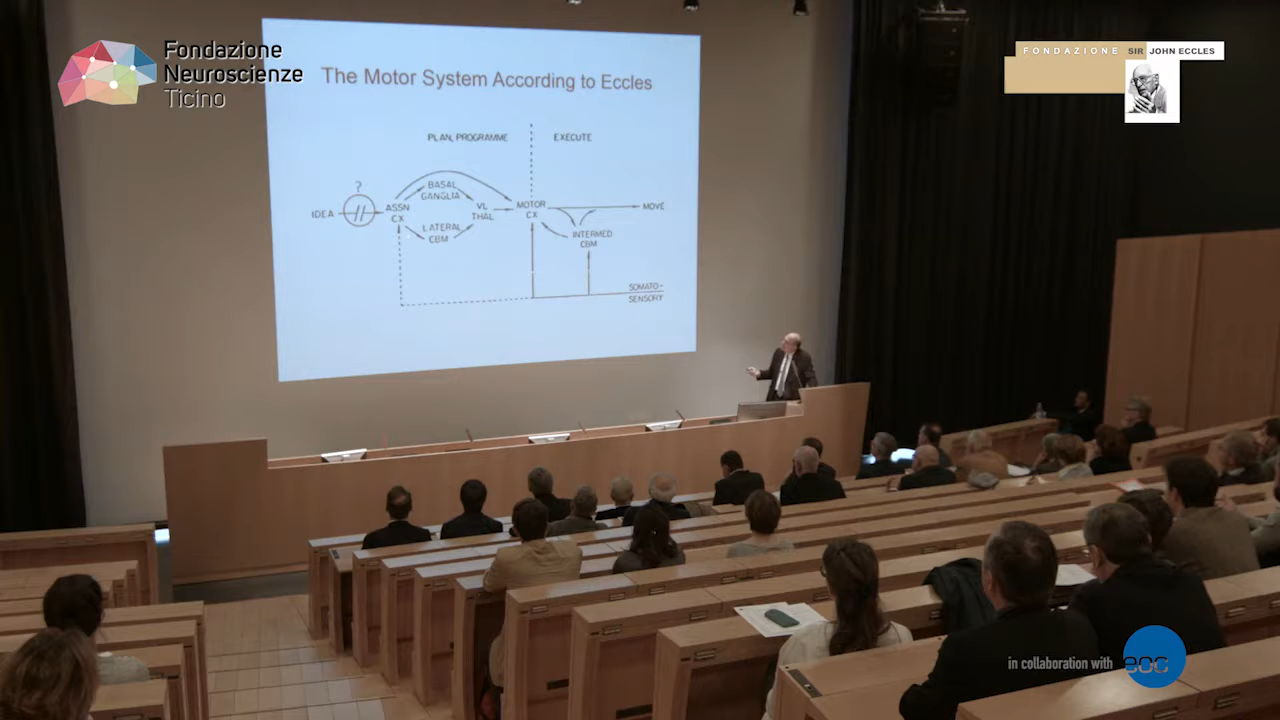 Fondazione
Neuroscienze
Ticino
FONDAZIONE SIR JOHN ECCLES
The Motor System According to Eccles
PLAN, PROGRAMME EXECUTE
?
IDEA
ASSN
CX
BASAL
GANGLIA
LATERAL
CBM
VL
THAL
MOTOR
CX
MOVE
INTERMED
CBM
SOMATO-
SENSORY
in collaboration with eoc